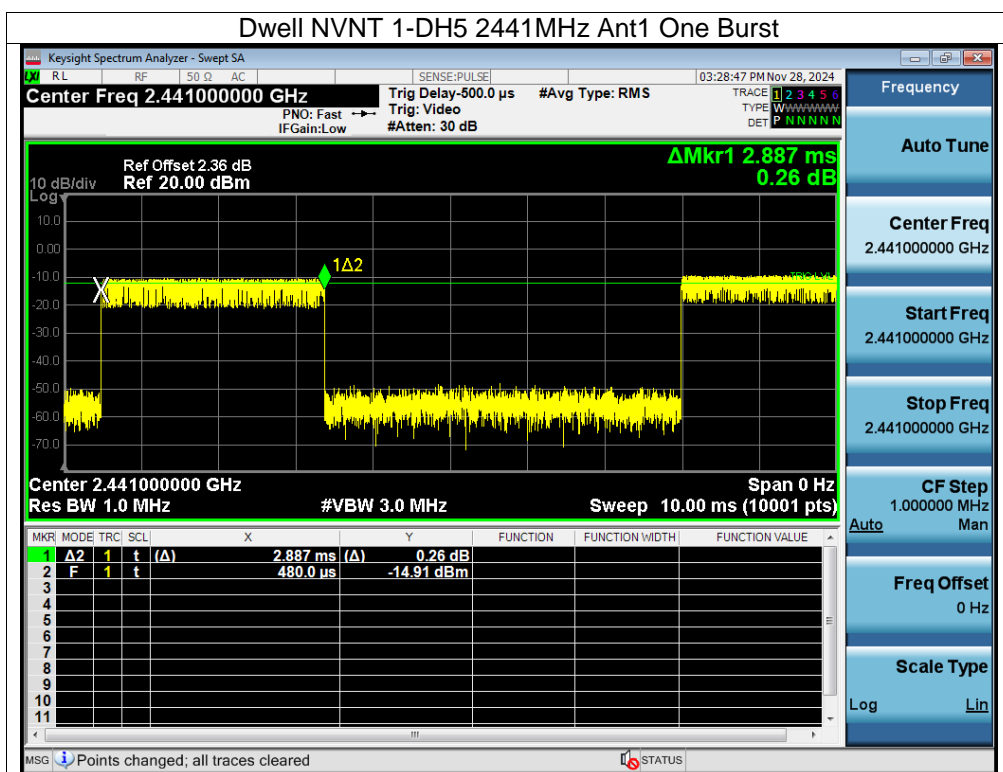 Dwell NVNT 1-DH5 2441MHz Ant1 One Burst
Keysight Spectrum Analyzer - Swept SA
LXI RL RF 50 Ω AC SENSE:PULSE 03:28:47 PM Nov 28, 2024
Center Freq 2.441000000 GHz
PNO: Fast
IFGain:Low
Trig Delay-500.0 µs
Trig: Video
#Atten: 30 dB
#Avg Type: RMS
TRACE 1 2 3 4 5 6
TYPE WWWWWW
DET P N N N N N
Ref Offset 2.36 dB
Ref 20.00 dBm
10 dB/div
Log
ΔMkr1 2.887 ms
0.26 dB
10.0
0.00
-10.0
-20.0
-30.0
-40.0
-50.0
-60.0
-70.0
1Δ2
TRIG LVL
Center 2.441000000 GHz Span 0 Hz
Res BW 1.0 MHz #VBW 3.0 MHz Sweep 10.00 ms (10001 pts)
MKR MODE TRC SCL X Y FUNCTION FUNCTION WIDTH FUNCTION VALUE
1 Δ2 1 t (Δ) 2.887 ms (Δ) 0.26 dB
2 F 1 t 480.0 µs -14.91 dBm
3
4
5
6
7
8
9
10
11
MSG Points changed; all traces cleared STATUS
Frequency
Auto Tune
Center Freq
2.441000000 GHz
Start Freq
2.441000000 GHz
Stop Freq
2.441000000 GHz
CF Step
1.000000 MHz
Auto Man
Freq Offset
0 Hz
Scale Type
Log Lin